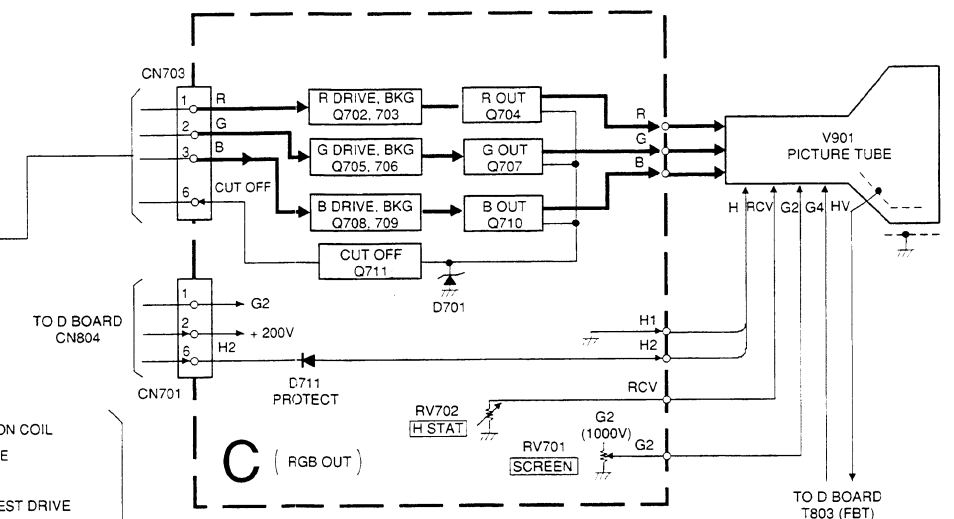 CN703
1
R
2
G
3
B
6
CUT OFF
R DRIVE, BKG
Q702, 703
R OUT
Q704
G DRIVE, BKG
Q705, 706
G OUT
Q707
B DRIVE, BKG
Q708, 709
B OUT
Q710
CUT OFF
Q711
D701
R
G
B
V901
PICTURE TUBE
H RCV G2 G4 HV
TO D BOARD
CN804
1
G2
2
+ 200V
6
H2
CN701
D711
PROTECT
H1
H2
RCV
RV702
H STAT
G2
(1000V)
RV701
SCREEN
G2
C (RGB OUT)
TO D BOARD
T803 (FBT)
ON COIL
E
EST DRIVE